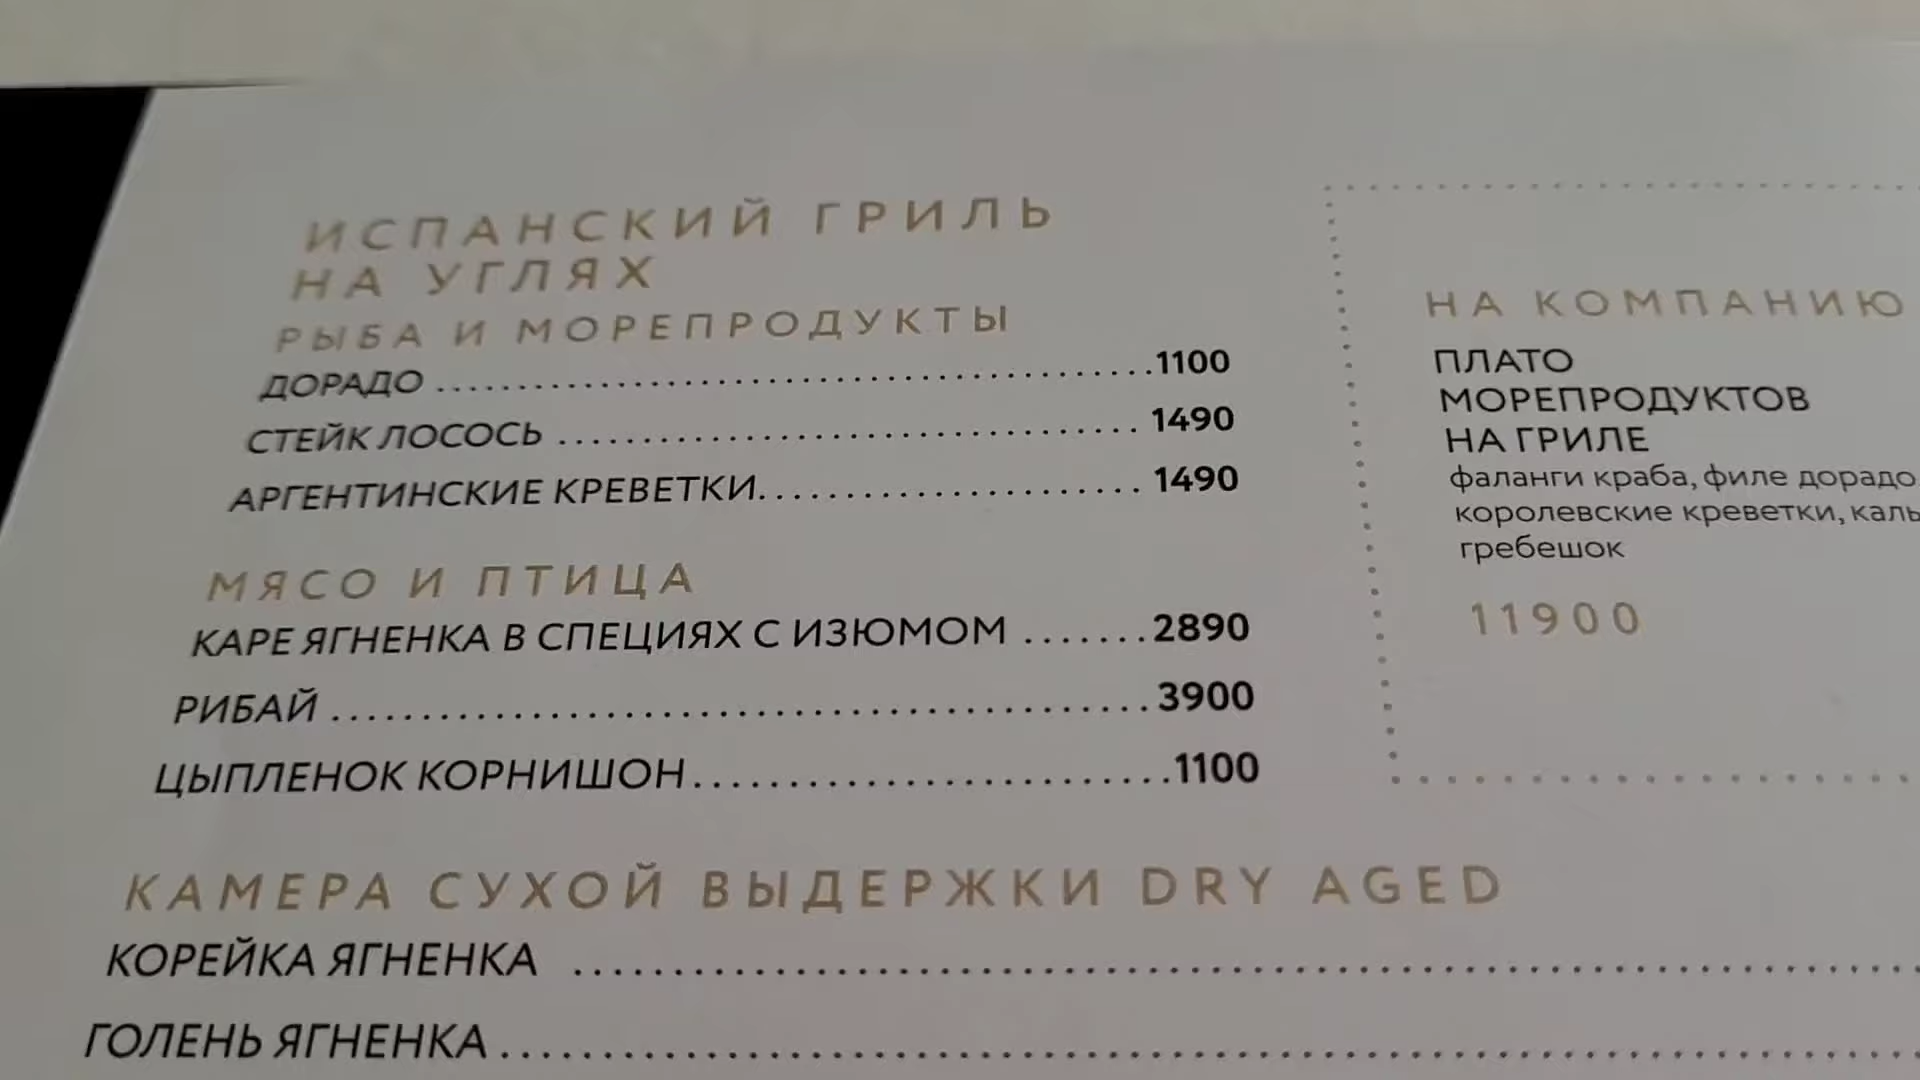 ИСПАНСКИЙ ГРИЛЬ
НА УГЛЯХ
РЫБА И МОРЕПРОДУКТЫ
ДОРАДО ........................................1100
СТЕЙК ЛОСОСЬ ................................ 1490
АРГЕНТИНСКИЕ КРЕВЕТКИ........................ 1490
МЯСО И ПТИЦА
КАРЕ ЯГНЕНКА В СПЕЦИЯХ С ИЗЮМОМ .......2890
РИБАЙ ........................................3900
ЦЫПЛЕНОК КОРНИШОН........................1100
КАМЕРА СУХОЙ ВЫДЕРЖКИ DRY AGED
КОРЕЙКА ЯГНЕНКА ........................................
ГОЛЕНЬ ЯГНЕНКА ........................................
НА КОМПАНИЮ
ПЛАТО
МОРЕПРОДУКТОВ
НА ГРИЛЕ
фаланги краба, филе дорадо
королевские креветки,
гребешок
11900